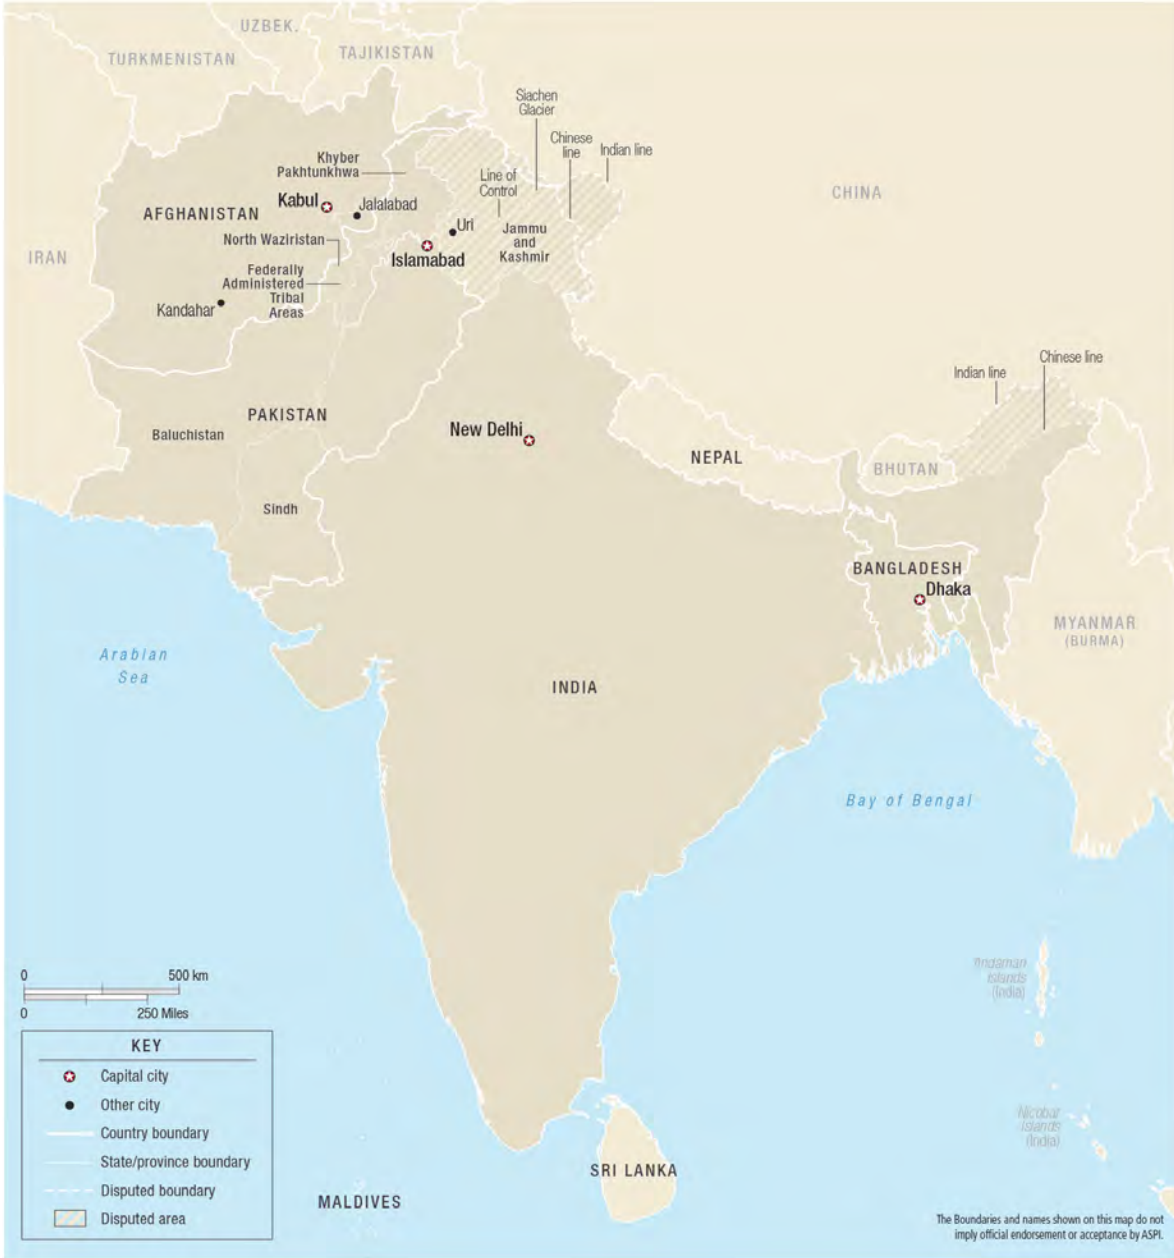 UZBEK.
TURKMENISTAN
TAJIKISTAN
Siachen
Glacier
Chinese
line
Indian line
Khyber
Pakhtunkhwa
Line of
Control
CHINA
Kabul
Jalalabad
AFGHANISTAN
Uri
Jammu
and
Kashmir
North Waziristan
IRAN
Islamabad
Federally
Administered
Tribal
Areas
Kandahar
Chinese line
Indian line
PAKISTAN
Baluchistan
New Delhi
NEPAL
BHUTAN
Sindh
BANGLADESH
Dhaka
MYANMAR
(BURMA)
Arabian
Sea
INDIA
Bay of Bengal
Andaman
Islands
(India)
0 500 km
0 250 Miles
KEY
Capital city
Other city
Country boundary
State/province boundary
Disputed boundary
Disputed area
Nicobar
Islands
(India)
SRI LANKA
MALDIVES
The Boundaries and names shown on this map do not
imply official endorsement or acceptance by ASPI.